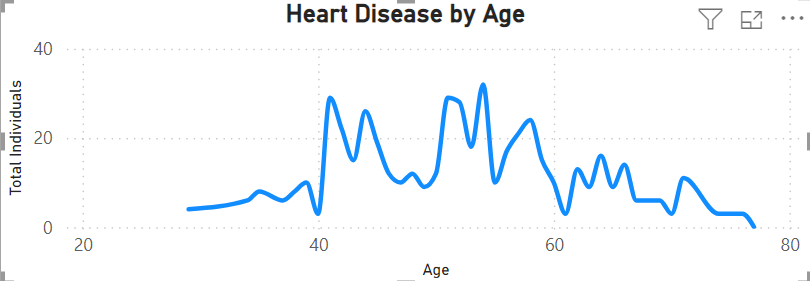 Heart Disease by Age
40
20
0
Total Individuals
20 40 60 80
Age